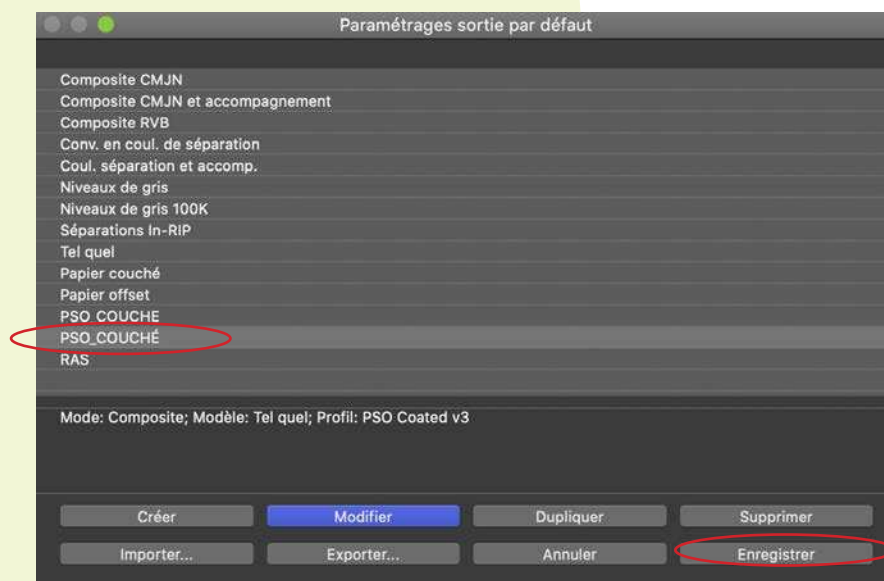 Paramétrages sortie par défaut
Composite CMJN
Composite CMJN et accompagnement
Composite RVB
Conv. en coul. de séparation
Coul. séparation et accomp.
Niveaux de gris
Niveaux de gris 100K
Séparations In-RIP
Tel quel
Papier couché
Papier offset
PSO COUCHE
PSO_COUCHÉ
RAS
Mode: Composite; Modèle: Tel quel; Profil: PSO Coated v3
Créer Modifier Dupliquer Supprimer
Importer... Exporter... Annuler Enregistrer